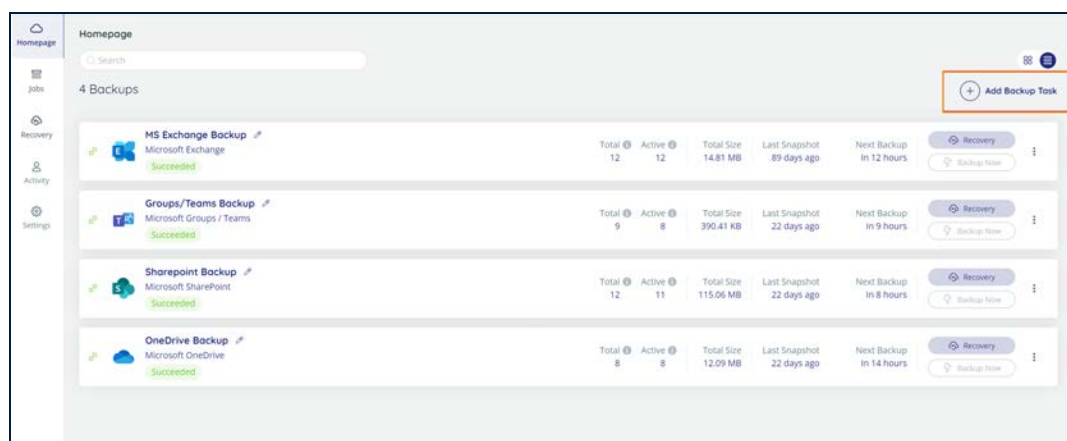 Homepage
Homepage
Search
Jobs
4 Backups
Add Backup Task
Recovery
Activity
Settings
MS Exchange Backup
Microsoft Exchange
Succeeded
Total Active Total Size Last Snapshot Next Backup
12 12 14.81 MB 89 days ago In 12 hours
Recovery
Backup Now
Groups/Teams Backup
Microsoft Groups / Teams
Succeeded
Total Active Total Size Last Snapshot Next Backup
9 8 390.41 KB 22 days ago In 9 hours
Recovery
Backup Now
Sharepoint Backup
Microsoft SharePoint
Succeeded
Total Active Total Size Last Snapshot Next Backup
12 11 115.06 MB 22 days ago In 8 hours
Recovery
Backup Now
OneDrive Backup
Microsoft OneDrive
Succeeded
Total Active Total Size Last Snapshot Next Backup
8 8 12.09 MB 22 days ago In 14 hours
Recovery
Backup Now